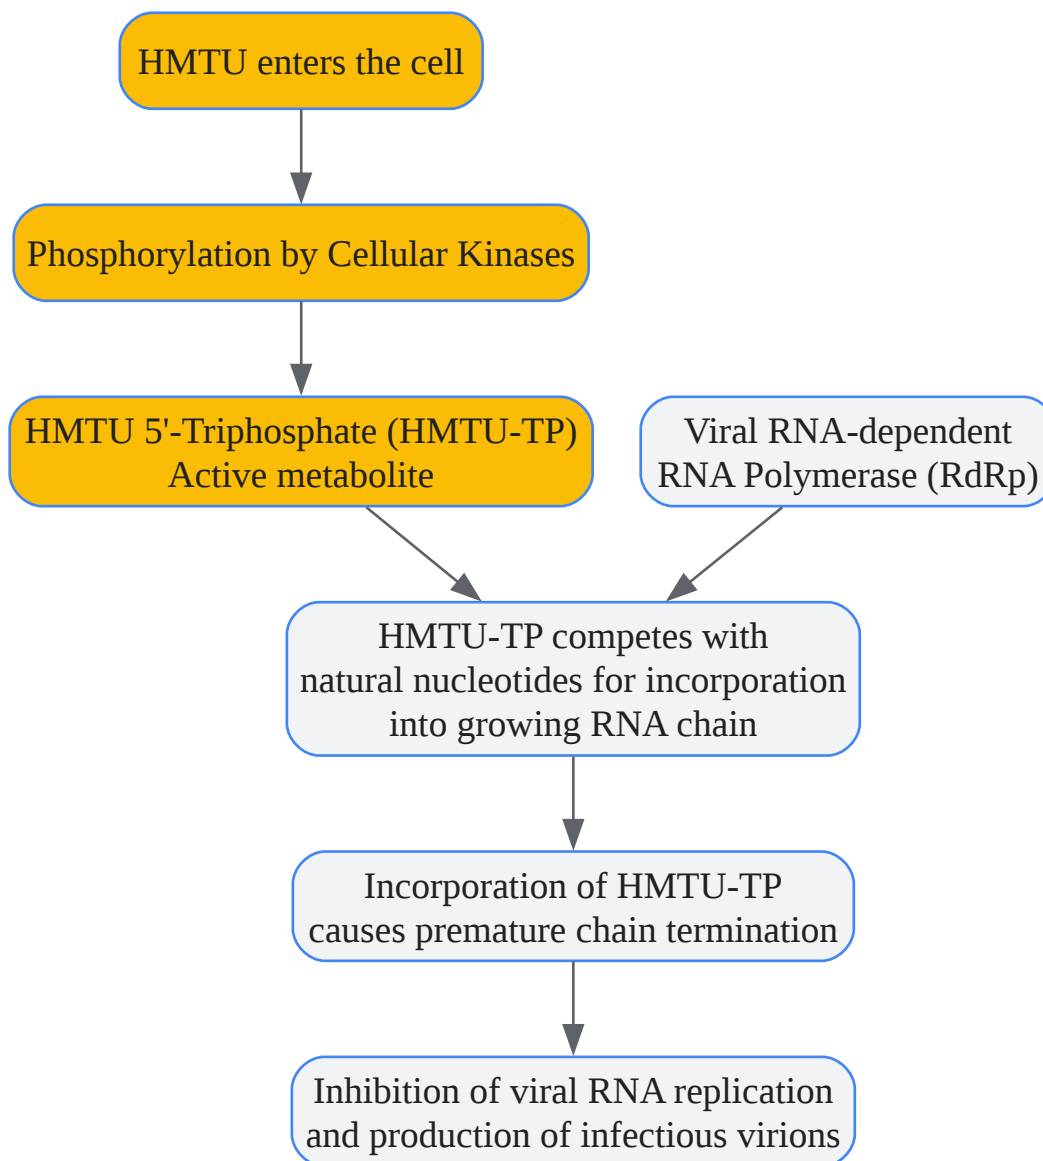 HMTU enters the cell
Phosphorylation by Cellular Kinases
HMTU 5'-Triphosphate (HMTU-TP)
Active metabolite
Viral RNA-dependent
RNA Polymerase (RdRp)
HMTU-TP competes with
natural nucleotides for incorporation
into growing RNA chain
Incorporation of HMTU-TP
causes premature chain termination
Inhibition of viral RNA replication
and production of infectious virions